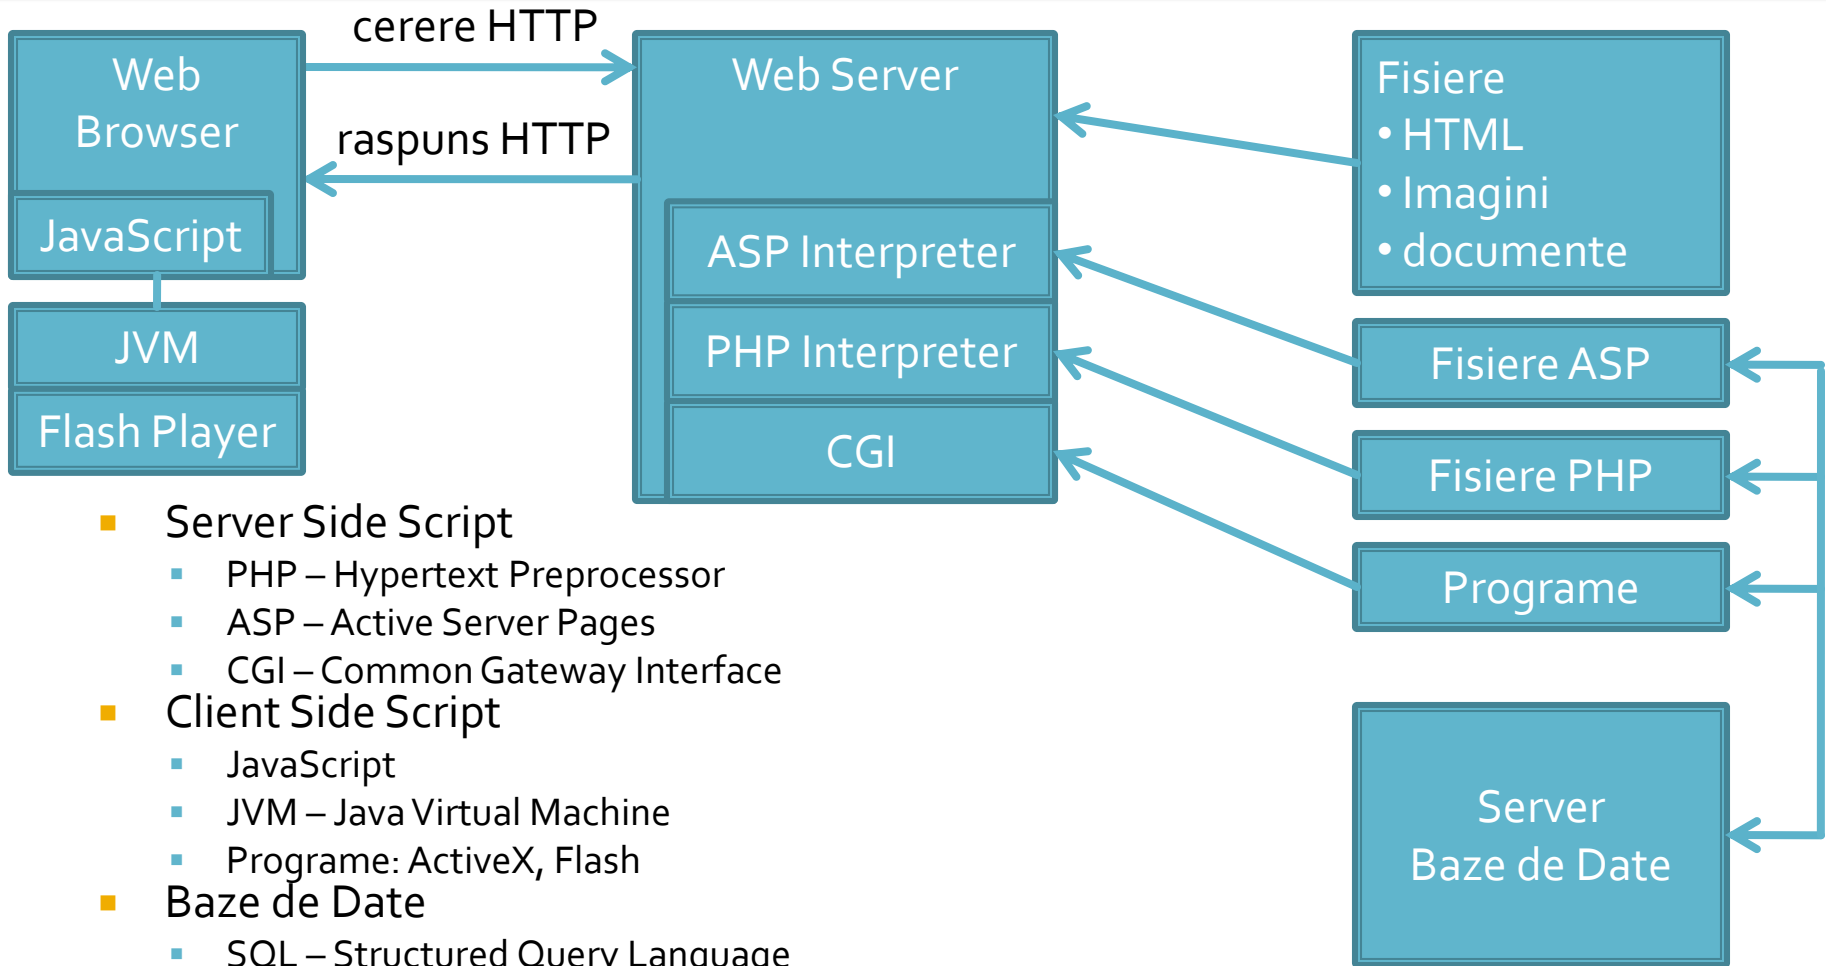 cerere HTTP
Web
Browser
raspuns HTTP
JavaScript
JVM
Flash Player
Web Server
ASP Interpreter
PHP Interpreter
CGI
Fisiere
• HTML
• Imagini
• documente
Fisiere ASP
Fisiere PHP
Programe
Server
Baze de Date
Server Side Script
PHP – Hypertext Preprocessor
ASP – Active Server Pages
CGI – Common Gateway Interface
Client Side Script
JavaScript
JVM – Java Virtual Machine
Programe: ActiveX, Flash
Baze de Date
SQL – Structured Query Language